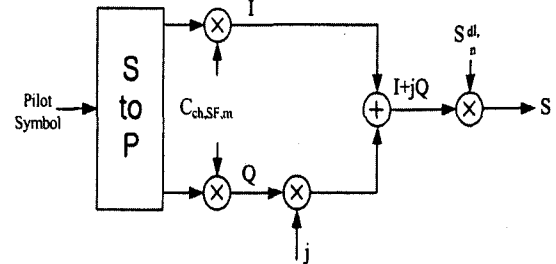 I
S
to
P
Pilot
Symbol
C ch,SF,m
S dl,n
I+jQ
S
Q
j